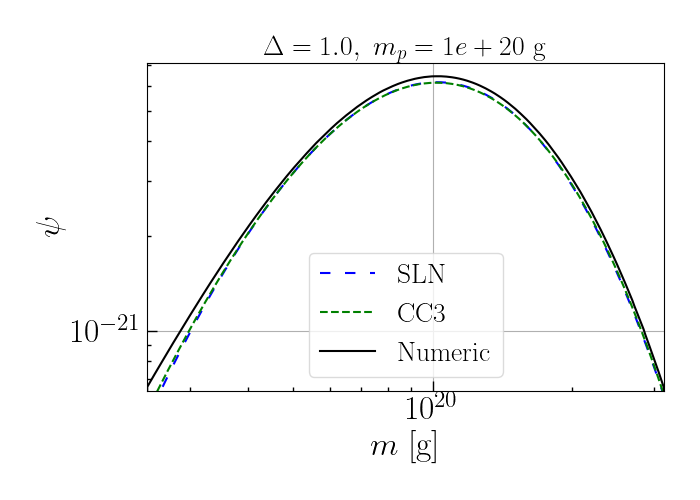 Δ = 1.0, m_p = 1e + 20 g
ψ
10^{-21}
SLN
CC3
Numeric
10^{20}
m [g]